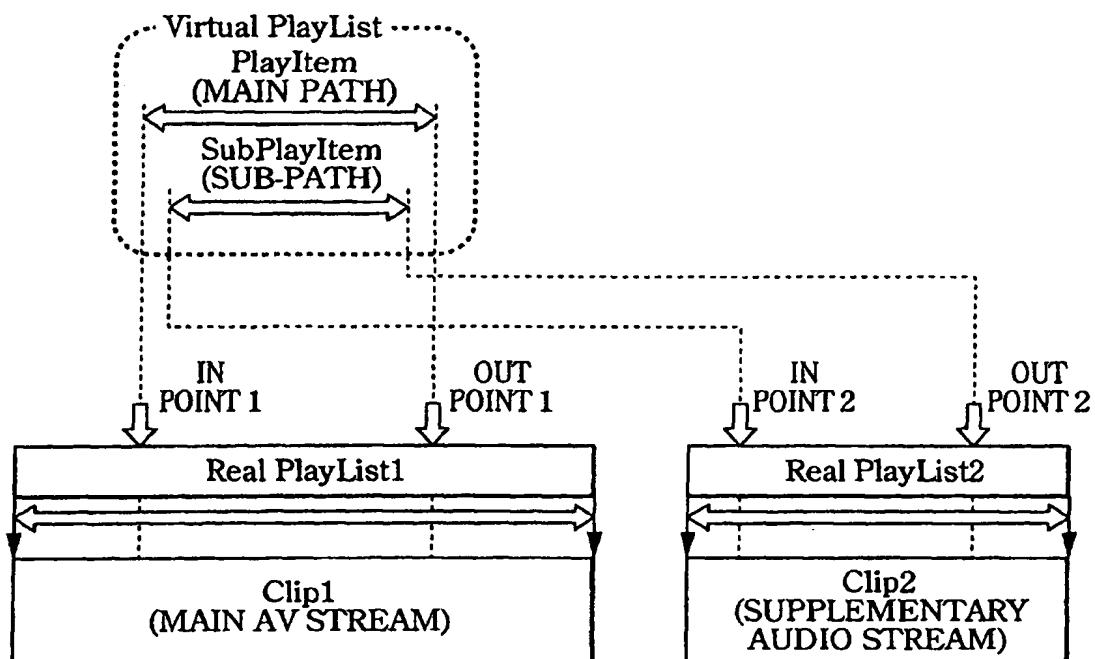 Virtual PlayList
PlayItem
(MAIN PATH)
SubPlayItem
(SUB-PATH)
IN
POINT 1
OUT
POINT 1
IN
POINT 2
OUT
POINT 2
Real PlayList1
Real PlayList2
Clip1
(MAIN AV STREAM)
Clip2
(SUPPLEMENTARY
AUDIO STREAM)